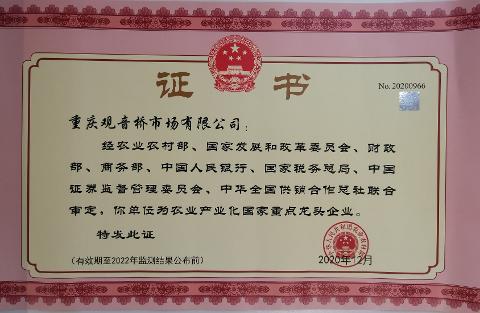 证 书
No. 20200966
重庆观音桥市场有限公司:
经农业农村部、国家发展和改革委员会、财政
部、商务部、中国人民银行、国家税务总局、中国
证券监督管理委员会、中华全国供销合作总社联合
审定，你单位为农业产业化国家重点龙头企业。
特发此证
(有效期至2022年监测结果公布前)
2020年12月